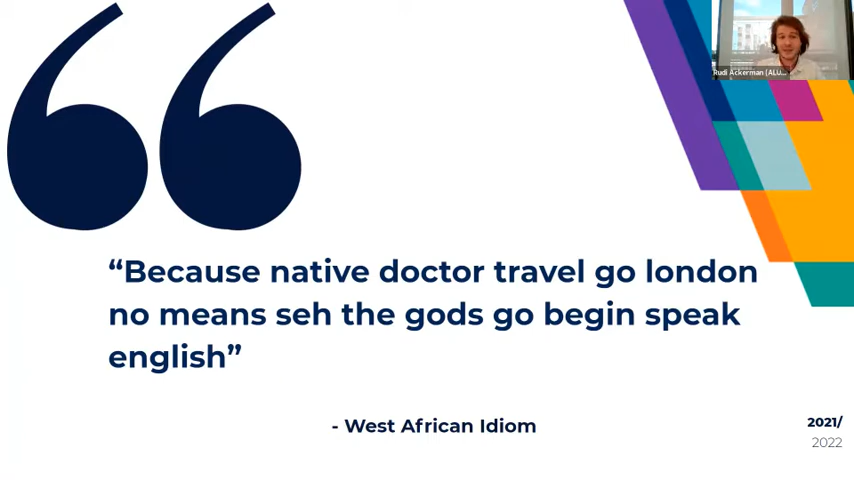 Rudi Ackerman (ALU...
“Because native doctor travel go london
no means seh the gods go begin speak
english”
- West African Idiom
2021/
2022